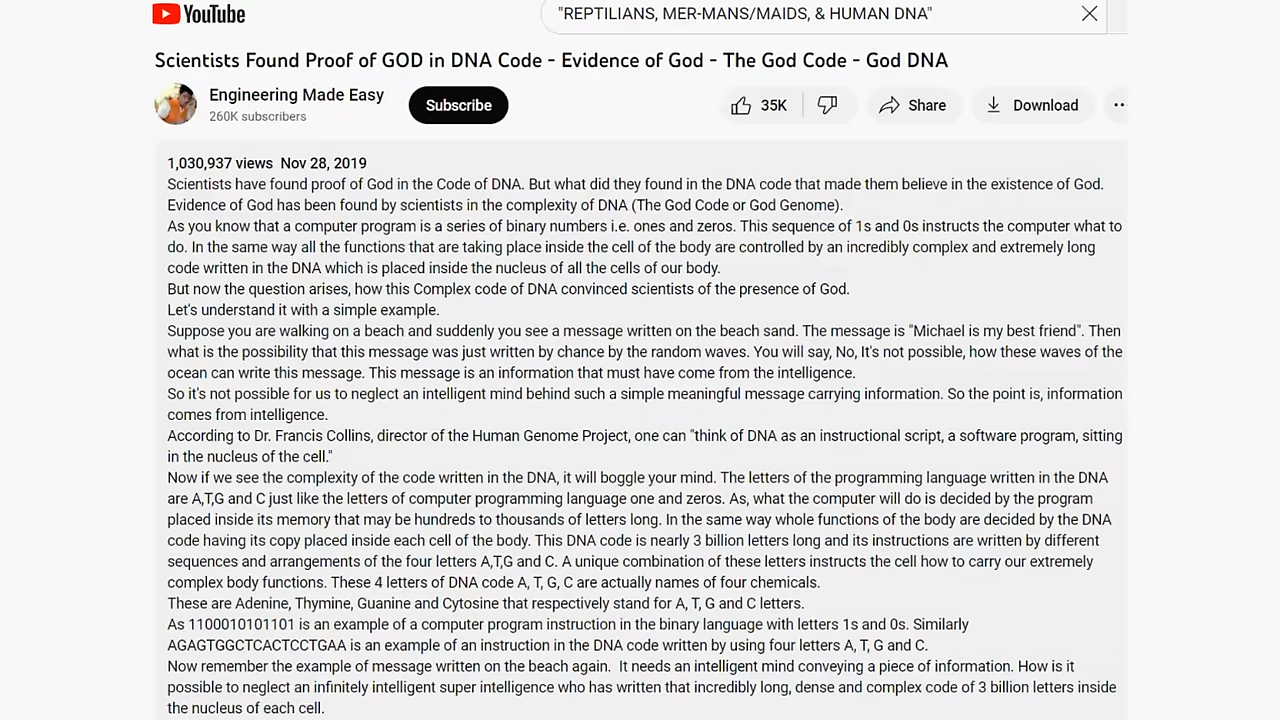 YouTube
"REPTILIANS, MER-MANS/MAIDS, & HUMAN DNA"
Scientists Found Proof of GOD in DNA Code - Evidence of God - The God Code - God DNA
Engineering Made Easy
260K subscribers
Subscribe
35K
Share
Download
1,030,937 views Nov 28, 2019
Scientists have found proof of God in the Code of DNA. But what did they found in the DNA code that made them believe in the existence of God.
Evidence of God has been found by scientists in the complexity of DNA (The God Code or God Genome).
As you know that a computer program is a series of binary numbers i.e. ones and zeros. This sequence of 1s and 0s instructs the computer what to
do. In the same way all the functions that are taking place inside the cell of the body are controlled by an incredibly complex and extremely long
code written in the DNA which is placed inside the nucleus of all the cells of our body.
But now the question arises, how this Complex code of DNA convinced scientists of the presence of God.
Let's understand it with a simple example.
Suppose you are walking on a beach and suddenly you see a message written on the beach sand. The message is "Michael is my best friend". Then
what is the possibility that this message was just written by chance by the random waves. You will say, No, It's not possible, how these waves of the
ocean can write this message. This message is an information that must have come from the intelligence.
So it's not possible for us to neglect an intelligent mind behind such a simple meaningful message carrying information. So the point is, information
comes from intelligence.
According to Dr. Francis Collins, director of the Human Genome Project, one can "think of DNA as an instructional script, a software program, sitting
in the nucleus of the cell."
Now if we see the complexity of the code written in the DNA, it will boggle your mind. The letters of the programming language written in the DNA
are A,T,G and C just like the letters of computer programming language one and zeros. As, what the computer will do is decided by the program
placed inside its memory that may be hundreds to thousands of letters long. In the same way whole functions of the body are decided by the DNA
code having its copy placed inside each cell of the body. This DNA code is nearly 3 billion letters long and its instructions are written by different
sequences and arrangements of the four letters A,T,G and C. A unique combination of these letters instructs the cell how to carry our extremely
complex body functions. These 4 letters of DNA code A, T, G, C are actually names of four chemicals.
These are Adenine, Thymine, Guanine and Cytosine that respectively stand for A, T, G and C letters.
As 1100010101101 is an example of a computer program instruction in the binary language with letters 1s and 0s. Similarly
AGAGTGGCTCACTCCTGAA is an example of an instruction in the DNA code written by using four letters A, T, G and C.
Now remember the example of message written on the beach again. It needs an intelligent mind conveying a piece of information. How is it
possible to neglect an infinitely intelligent super intelligence who has written that incredibly long, dense and complex code of 3 billion letters inside
the nucleus of each cell.